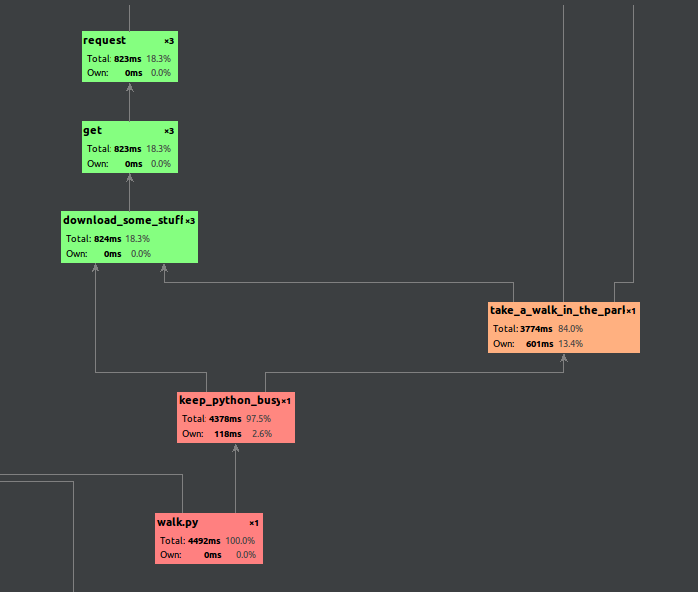 request ×3
Total: 823ms 18.3%
Own: 0ms 0.0%
get ×3
Total: 823ms 18.3%
Own: 0ms 0.0%
download_some_stuff ×3
Total: 824ms 18.3%
Own: 0ms 0.0%
take_a_walk_in_the_park ×1
Total: 3774ms 84.0%
Own: 601ms 13.4%
keep_python_busy ×1
Total: 4378ms 97.5%
Own: 118ms 2.6%
walk.py ×1
Total: 4492ms 100.0%
Own: 0ms 0.0%